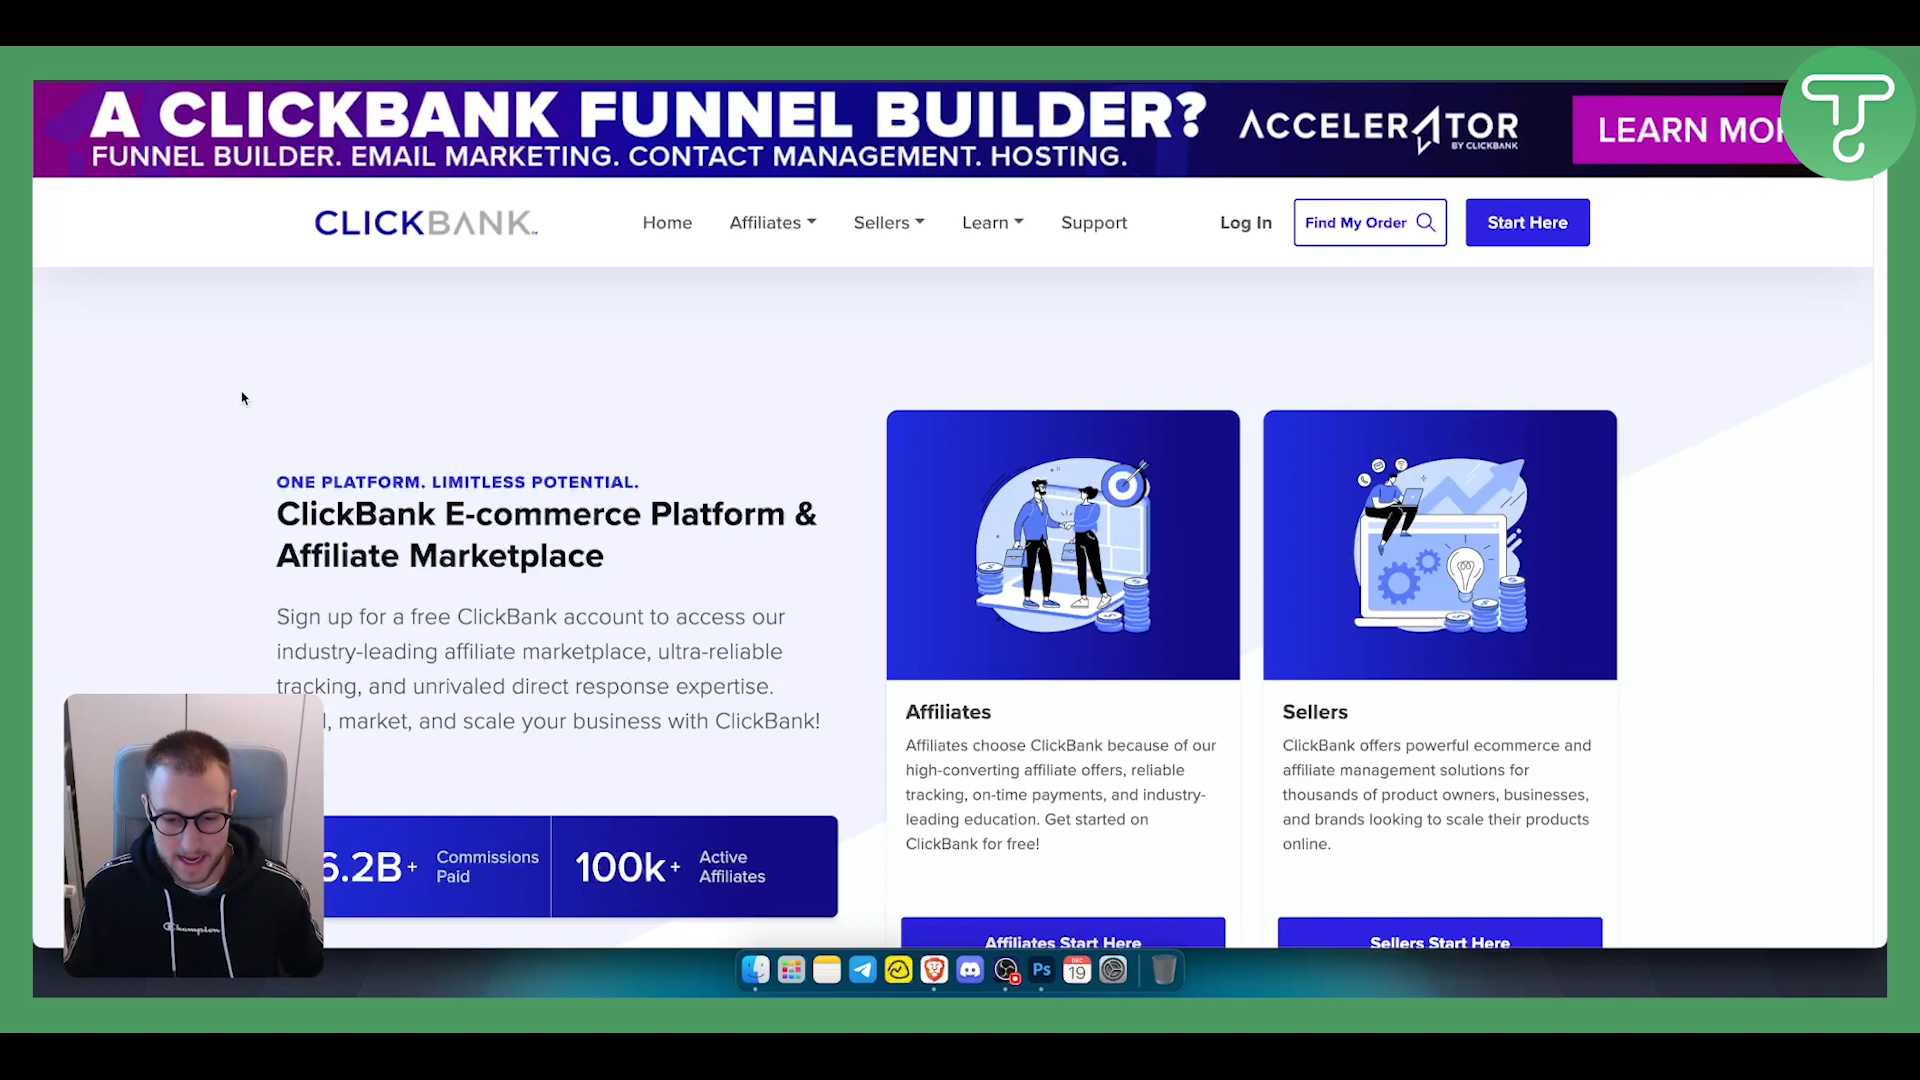 A CLICKBANK FUNNEL BUILDER?
FUNNEL BUILDER. EMAIL MARKETING. CONTACT MANAGEMENT. HOSTING.
ACCELERATOR
BY CLICKBANK
LEARN
CLICKBANK
Home
Affiliates
Sellers
Learn
Support
Log In
Find My Order
Start Here
ONE PLATFORM. LIMITLESS POTENTIAL.
ClickBank E-commerce Platform &
Affiliate Marketplace
Sign up for a free ClickBank account to access our
industry-leading affiliate marketplace, ultra-reliable
tracking, and unrivaled direct response expertise.
, market, and scale your business with ClickBank!
6.2B+
Commissions
Paid
100k+
Active
Affiliates
Affiliates
Affiliates choose ClickBank because of our
high-converting affiliate offers, reliable
tracking, on-time payments, and industry-
leading education. Get started on
ClickBank for free!
Affiliates Start Here
Sellers
ClickBank offers powerful ecommerce and
affiliate management solutions for
thousands of product owners, businesses,
and brands looking to scale their products
online.
Sellers Start Here
Champion
Ps
DEC
19